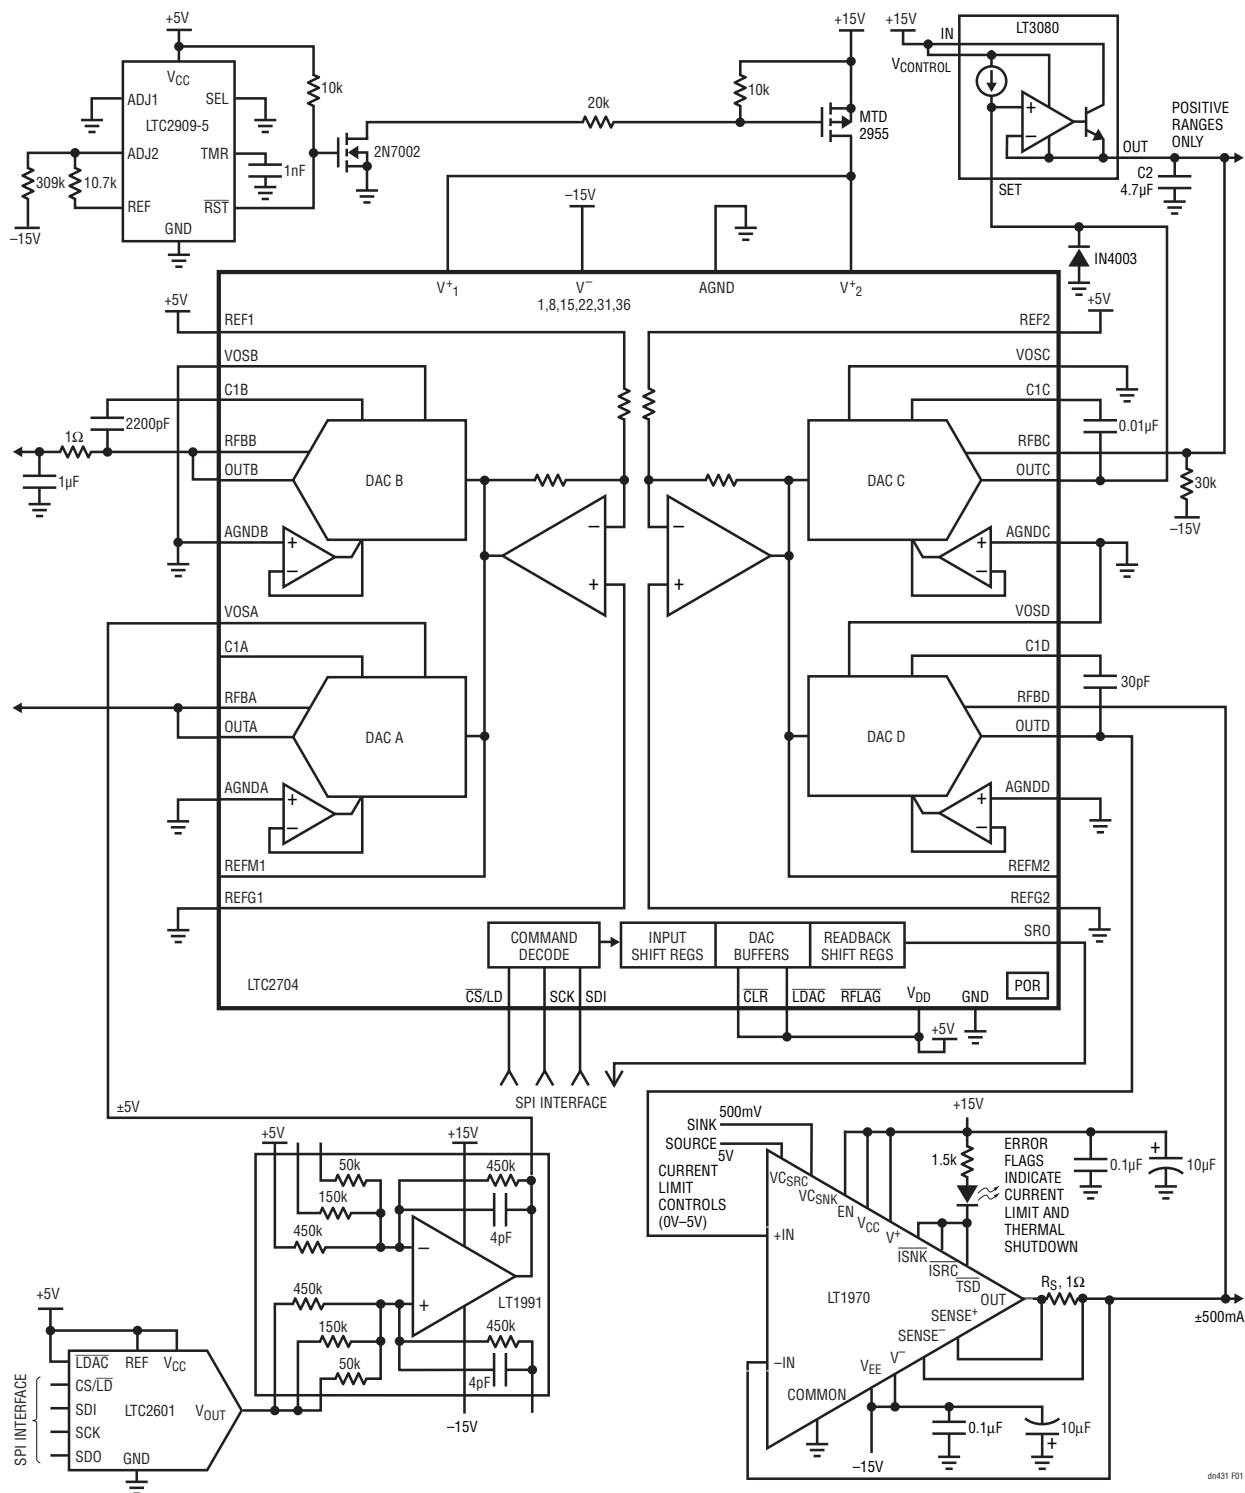 +5V
VCC
ADJ1
SEL
LTC2909-5
ADJ2
TMR
REF
RST
GND
309k
10.7k
–15V
1nF
10k
2N7002
20k
10k
+15V
MTD
2955
+15V
IN
VCONTROL
LT3080
+
–
OUT
SET
POSITIVE
RANGES
ONLY
C2
4.7µF
IN4003
–15V
V+1
V–
1,8,15,22,31,36
AGND
V+2
+5V
REF1
REF2
+5V
VOSB
VOSC
C1B
C1C
2200pF
0.01µF
1Ω
RFBB
RFBC
1µF
OUTB
DAC B
DAC C
OUTC
30k
–15V
AGNDB
+
–
–
+
–
+
+
–
AGNDC
VOSA
VOSD
C1A
C1D
30pF
RFBA
RFBD
OUTA
DAC A
DAC D
OUTD
AGNDA
+
–
+
–
AGNDD
REFM1
REFM2
REFG1
REFG2
COMMAND
DECODE
INPUT
SHIFT REGS
DAC
BUFFERS
READBACK
SHIFT REGS
SRO
LTC2704
POR
CS/LD
SCK
SDI
CLR
LDAC
RFLAG
VDD
GND
+5V
SPI INTERFACE
±5V
+5V
+15V
50k
150k
450k
450k
4pF
–
+
LT1991
450k
150k
50k
450k
4pF
–15V
+5V
LDAC
REF
VCC
CS/LD
SDI
LTC2601
VOUT
SCK
SDO
GND
SPI INTERFACE
SINK
500mV
SOURCE
5V
CURRENT
LIMIT
CONTROLS
(0V–5V)
VCSRC
VCSNK
EN
VCC
V+
ISNK
ISRC
TSD
OUT
+IN
LT1970
SENSE+
SENSE–
V–
VEE
–IN
COMMON
+15V
1.5k
ERROR
FLAGS
INDICATE
CURRENT
LIMIT AND
THERMAL
SHUTDOWN
0.1µF
+
10µF
RS, 1Ω
±500mA
0.1µF
10µF
+
–15V
dn431 F01